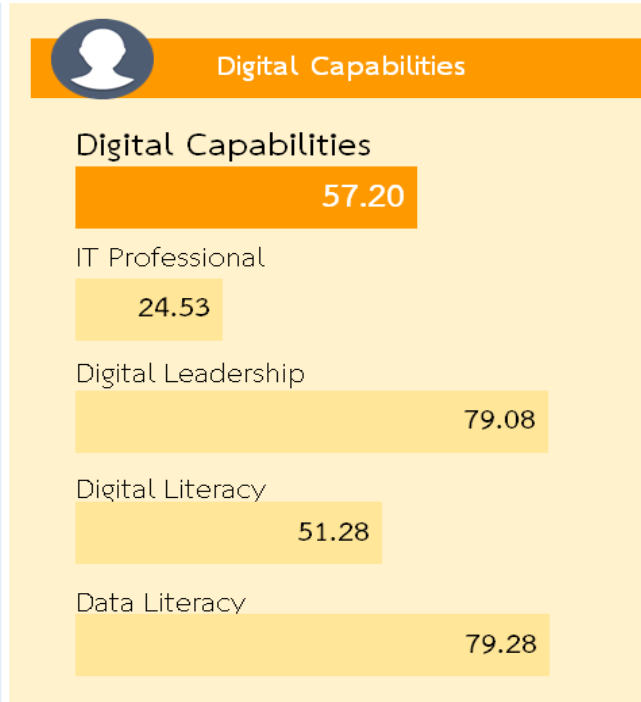 Digital Capabilities
Digital Capabilities
57.20
IT Professional
24.53
Digital Leadership
79.08
Digital Literacy
51.28
Data Literacy
79.28